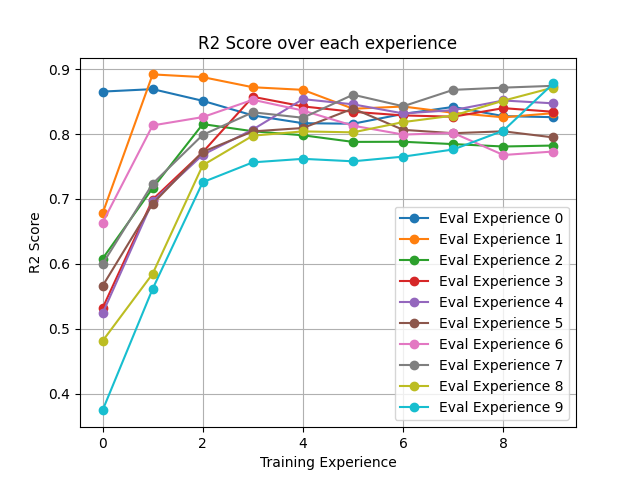 R2 Score over each experience
0.9
0.8
0.7
0.6
0.5
0.4
R2 Score
0
2
4
6
8
Training Experience
Eval Experience 0
Eval Experience 1
Eval Experience 2
Eval Experience 3
Eval Experience 4
Eval Experience 5
Eval Experience 6
Eval Experience 7
Eval Experience 8
Eval Experience 9